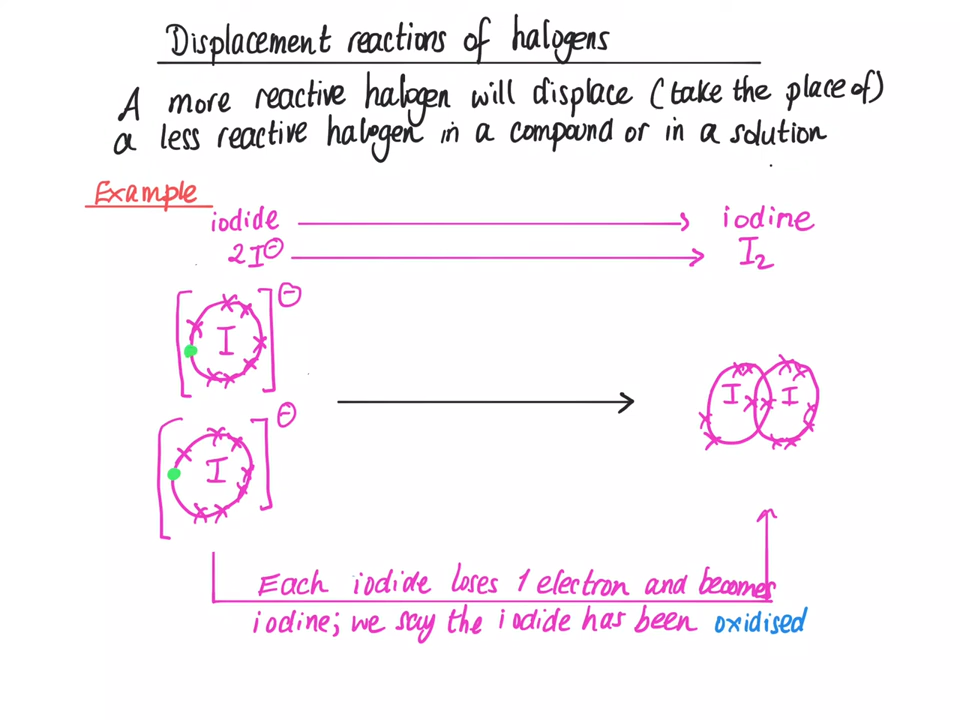 Displacement reactions of halogens
A more reactive halogen will displace (take the place of)
a less reactive halogen in a compound or in a solution
Example
iodide iodine
2I⊖ I₂
[I]⊖
I I
[I]⊖
Each iodide loses 1 electron and becomes
iodine; we say the iodide has been oxidised